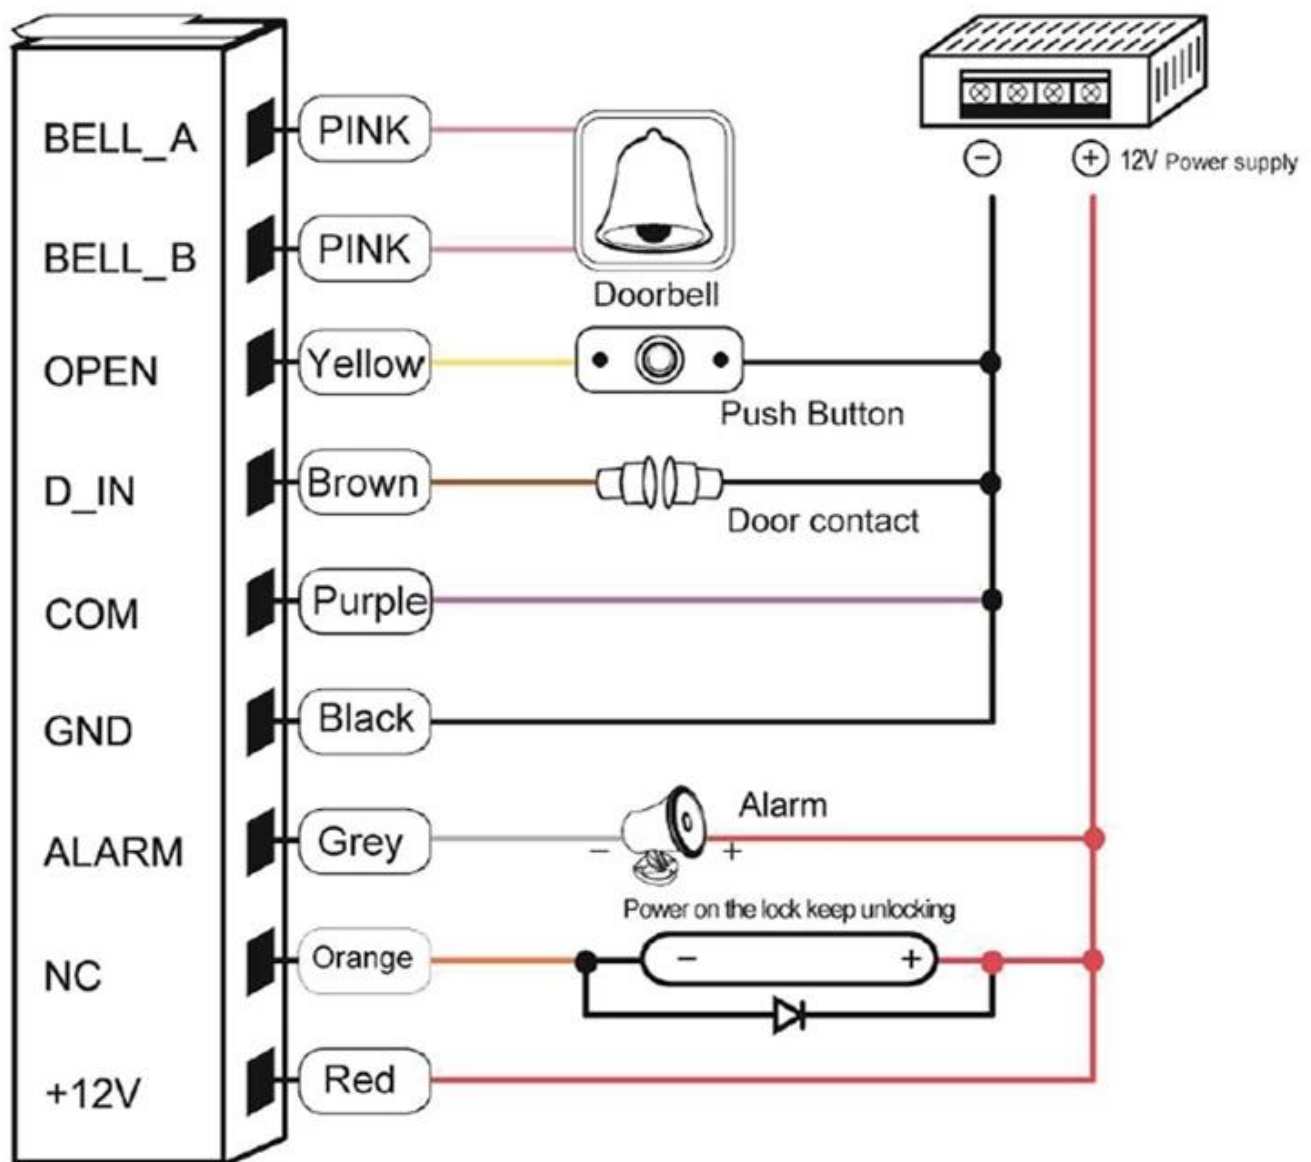 BELL_A
PINK
− + 12V Power supply
BELL_B
PINK
Doorbell
OPEN
Yellow
Push Button
D_IN
Brown
Door contact
COM
Purple
GND
Black
Alarm
ALARM
Grey
− +
Power on the lock keep unlocking
NC
Orange
− +
+12V
Red